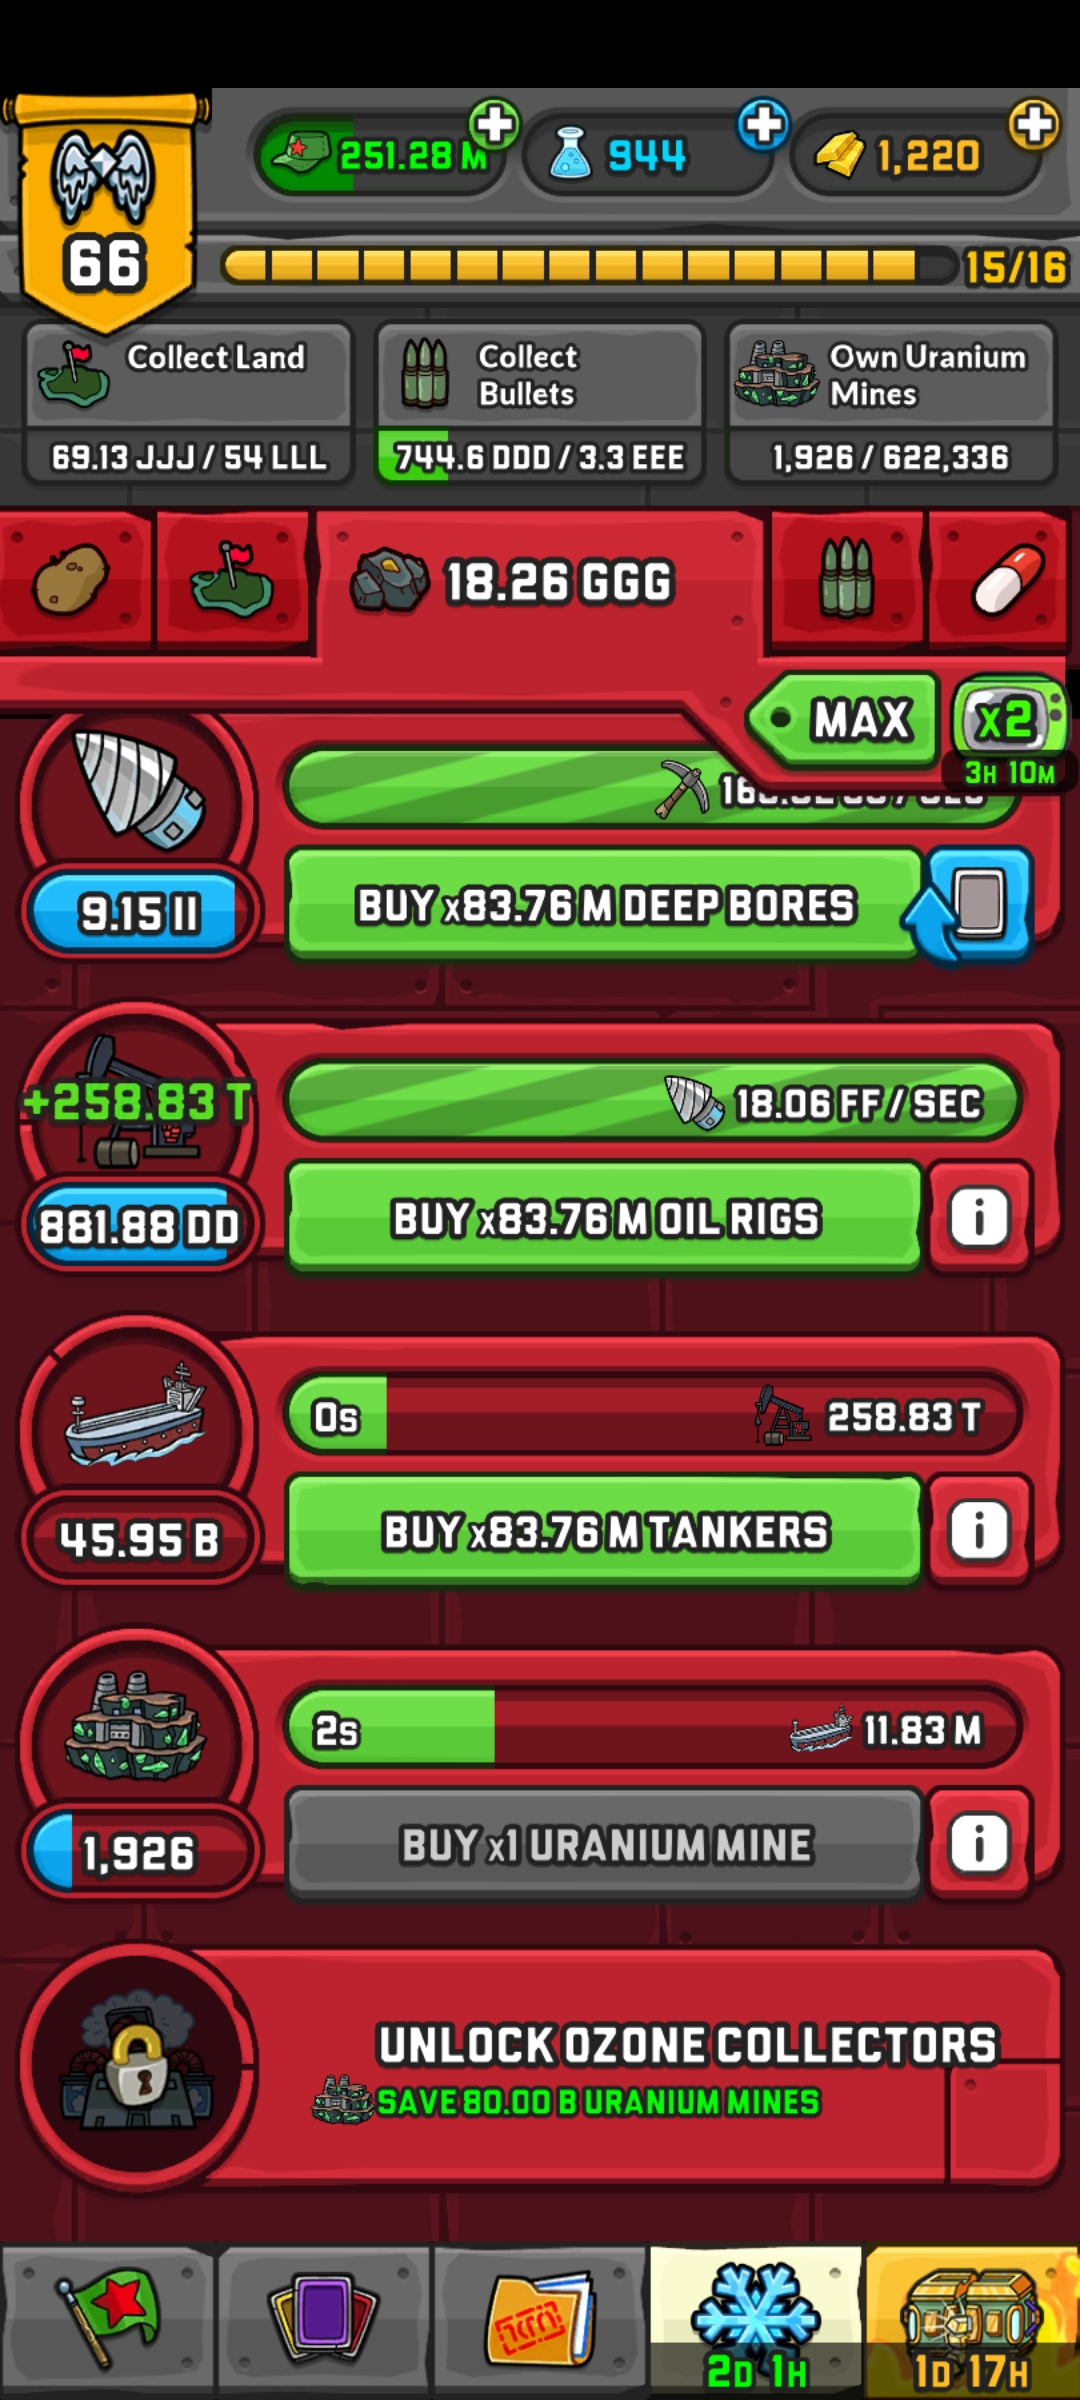 251.28 M
944
1,220
66
15/16
Collect Land
69.13 JJJ / 54 LLL
Collect
Bullets
744.6 DDD / 3.3 EEE
Own Uranium
Mines
1,926 / 622,336
18.26 GGG
MAX
x2
3H 10M
9.15 II
BUY x83.76 M DEEP BORES
+258.83 T
18.06 FF / SEC
881.88 DD
BUY x83.76 M OIL RIGS
i
0s
258.83 T
45.95 B
BUY x83.76 M TANKERS
i
2s
11.83 M
1,926
BUY x1 URANIUM MINE
i
UNLOCK OZONE COLLECTORS
SAVE 80.00 B URANIUM MINES
2D 1H
1D 17H